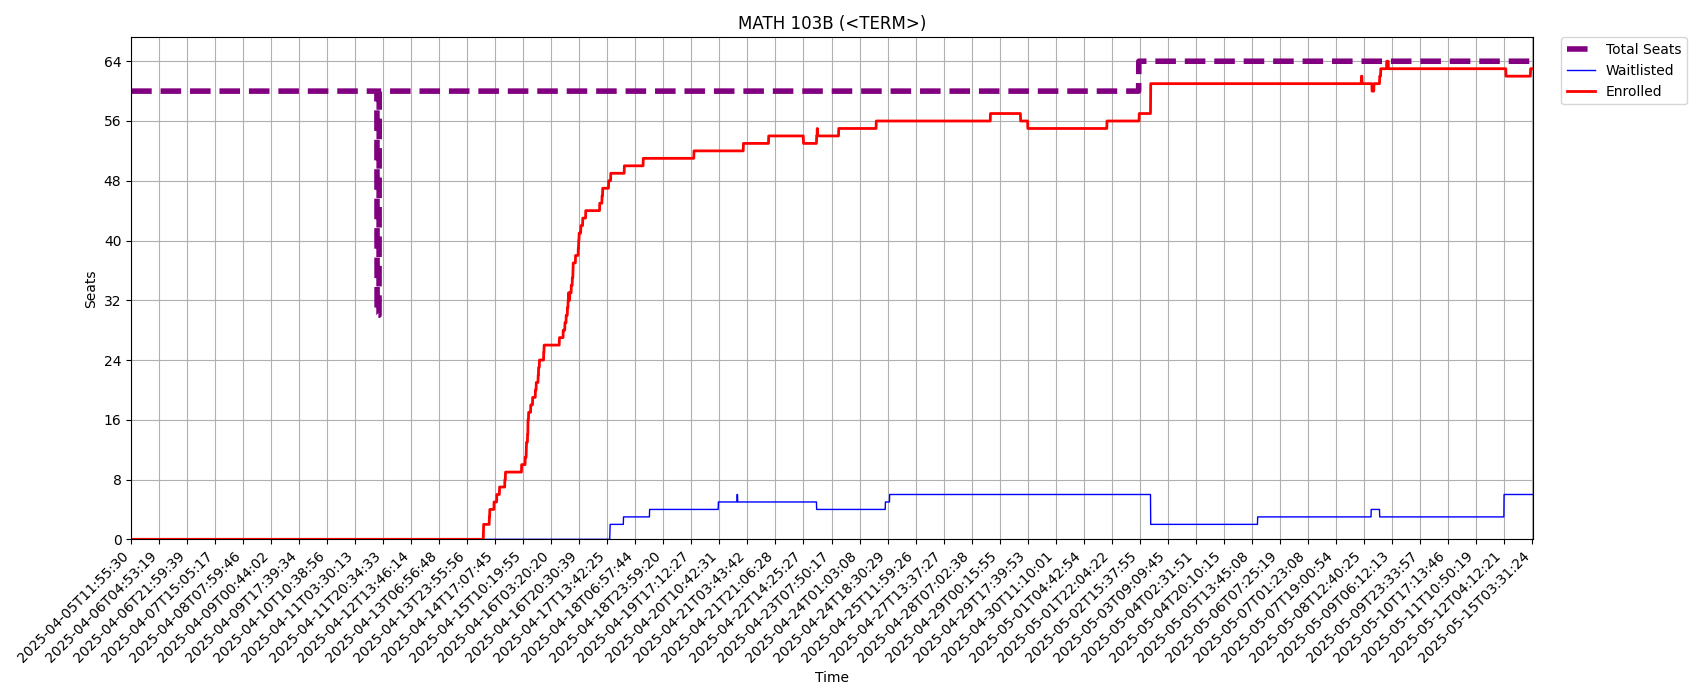 MATH 103B (<TERM>)
Total Seats
Waitlisted
Enrolled
Seats
64
56
48
40
32
24
16
8
0
2025-04-05T11:55:30
2025-04-06T04:53:19
2025-04-06T21:59:39
2025-04-07T15:05:17
2025-04-08T07:59:46
2025-04-09T00:44:02
2025-04-09T17:39:34
2025-04-10T10:38:56
2025-04-11T03:30:13
2025-04-11T20:34:33
2025-04-12T13:46:14
2025-04-13T06:56:48
2025-04-13T23:55:56
2025-04-14T17:07:45
2025-04-15T10:19:55
2025-04-16T03:20:20
2025-04-16T20:30:39
2025-04-17T13:42:25
2025-04-18T06:57:44
2025-04-18T23:59:20
2025-04-19T17:12:27
2025-04-20T10:42:31
2025-04-21T03:43:42
2025-04-21T21:06:28
2025-04-22T14:25:27
2025-04-23T07:50:17
2025-04-24T01:03:08
2025-04-24T18:30:29
2025-04-25T11:59:26
2025-04-27T13:37:27
2025-04-28T07:02:38
2025-04-29T00:15:55
2025-04-29T17:39:53
2025-04-30T11:10:01
2025-05-01T04:42:54
2025-05-01T22:04:22
2025-05-02T15:37:55
2025-05-03T09:09:45
2025-05-04T02:31:51
2025-05-04T20:10:15
2025-05-05T13:45:08
2025-05-06T07:25:19
2025-05-07T01:23:08
2025-05-07T19:00:54
2025-05-08T12:40:25
2025-05-09T06:12:13
2025-05-09T23:33:57
2025-05-10T17:13:46
2025-05-11T10:50:19
2025-05-12T04:12:21
2025-05-15T03:31:24
Time